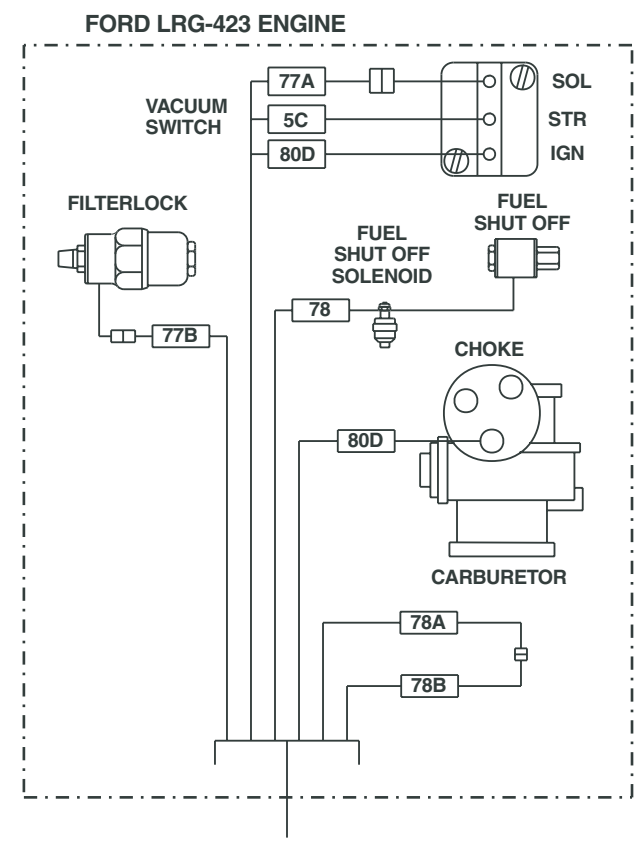 FORD LRG-423 ENGINE
77A
SOL
VACUUM
SWITCH
5C
STR
80D
IGN
FILTERLOCK
FUEL
SHUT OFF
FUEL
SHUT OFF
SOLENOID
78
77B
CHOKE
80D
CARBURETOR
78A
78B